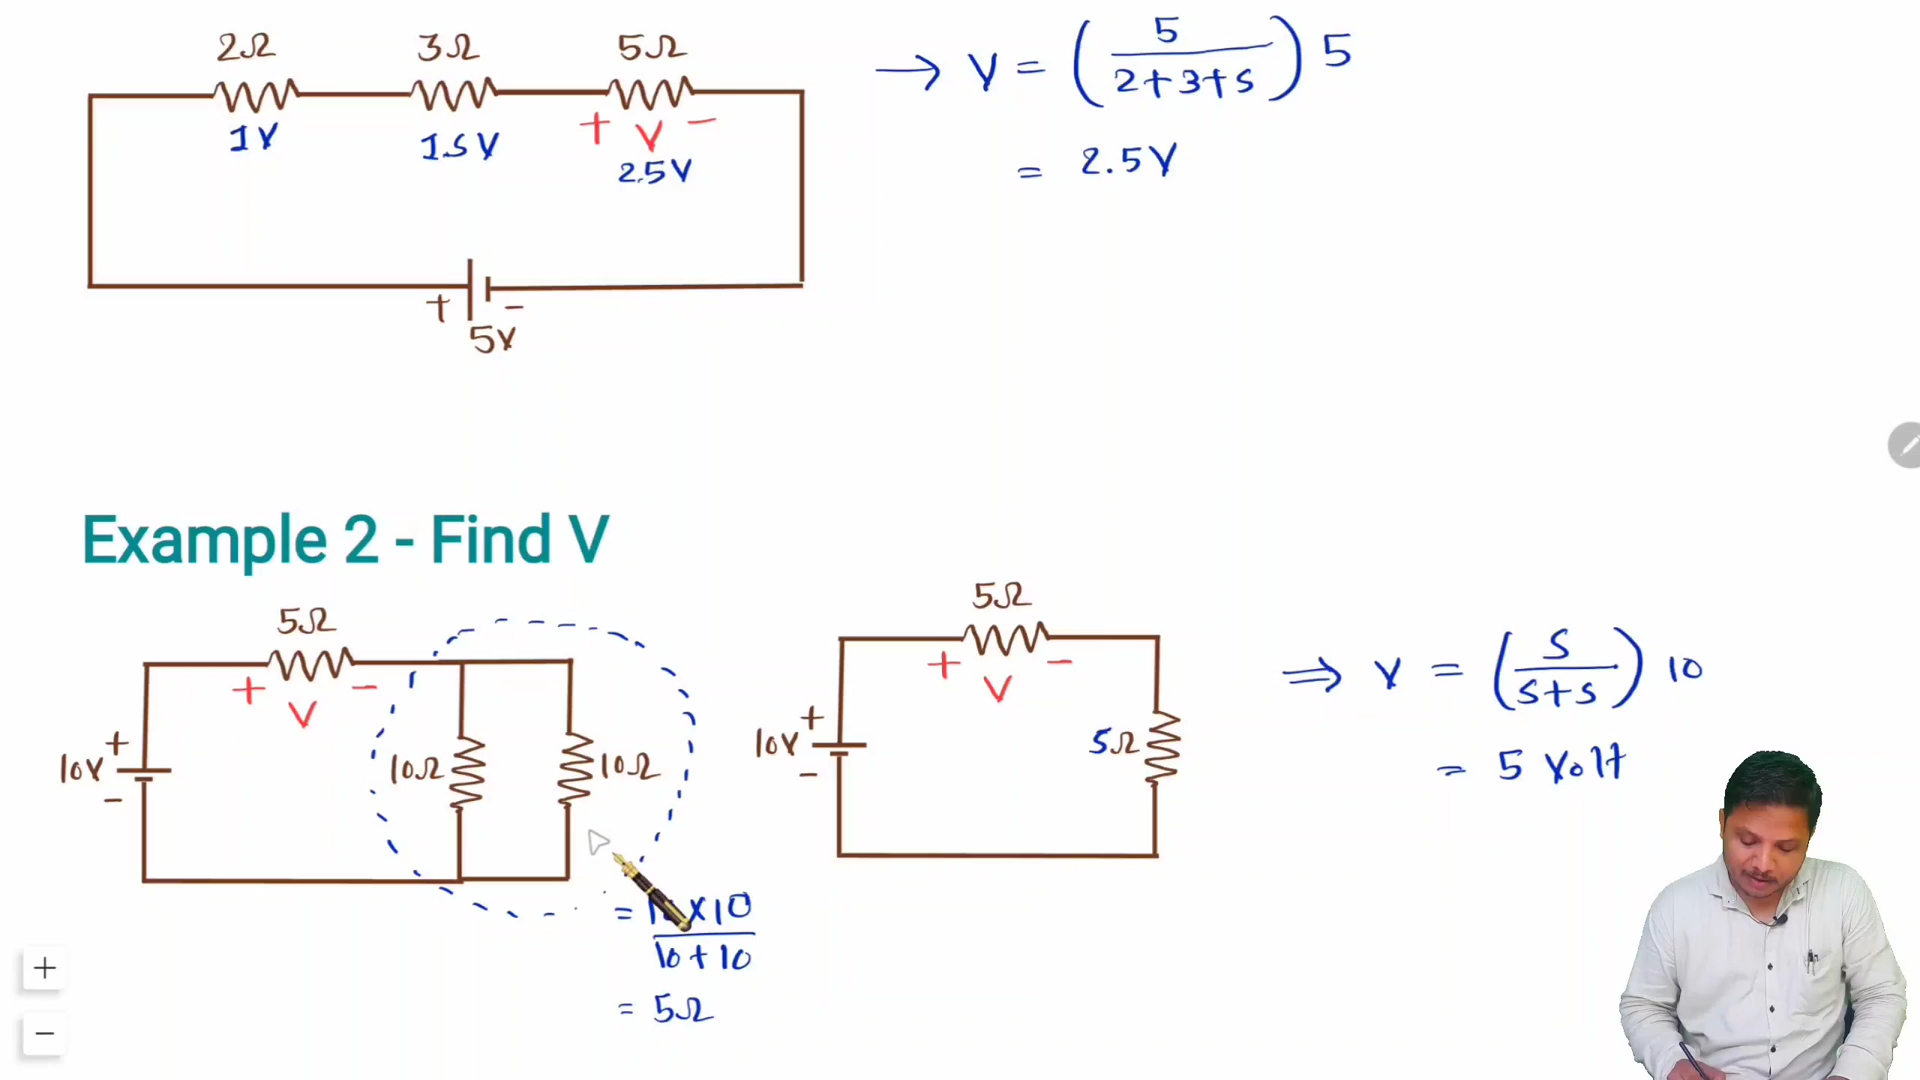 2Ω 3Ω 5Ω
1V 1.5V + V -
2.5V
+ -
5V
→ V = (5/(2+3+5)) 5
= 2.5V
Example 2 - Find V
5Ω
+ V -
10V + -
10Ω 10Ω
= 10×10
10+10
= 5Ω
5Ω
+ V -
10V + -
5Ω
⇒ V = (5/(5+5)) 10
= 5 Volt